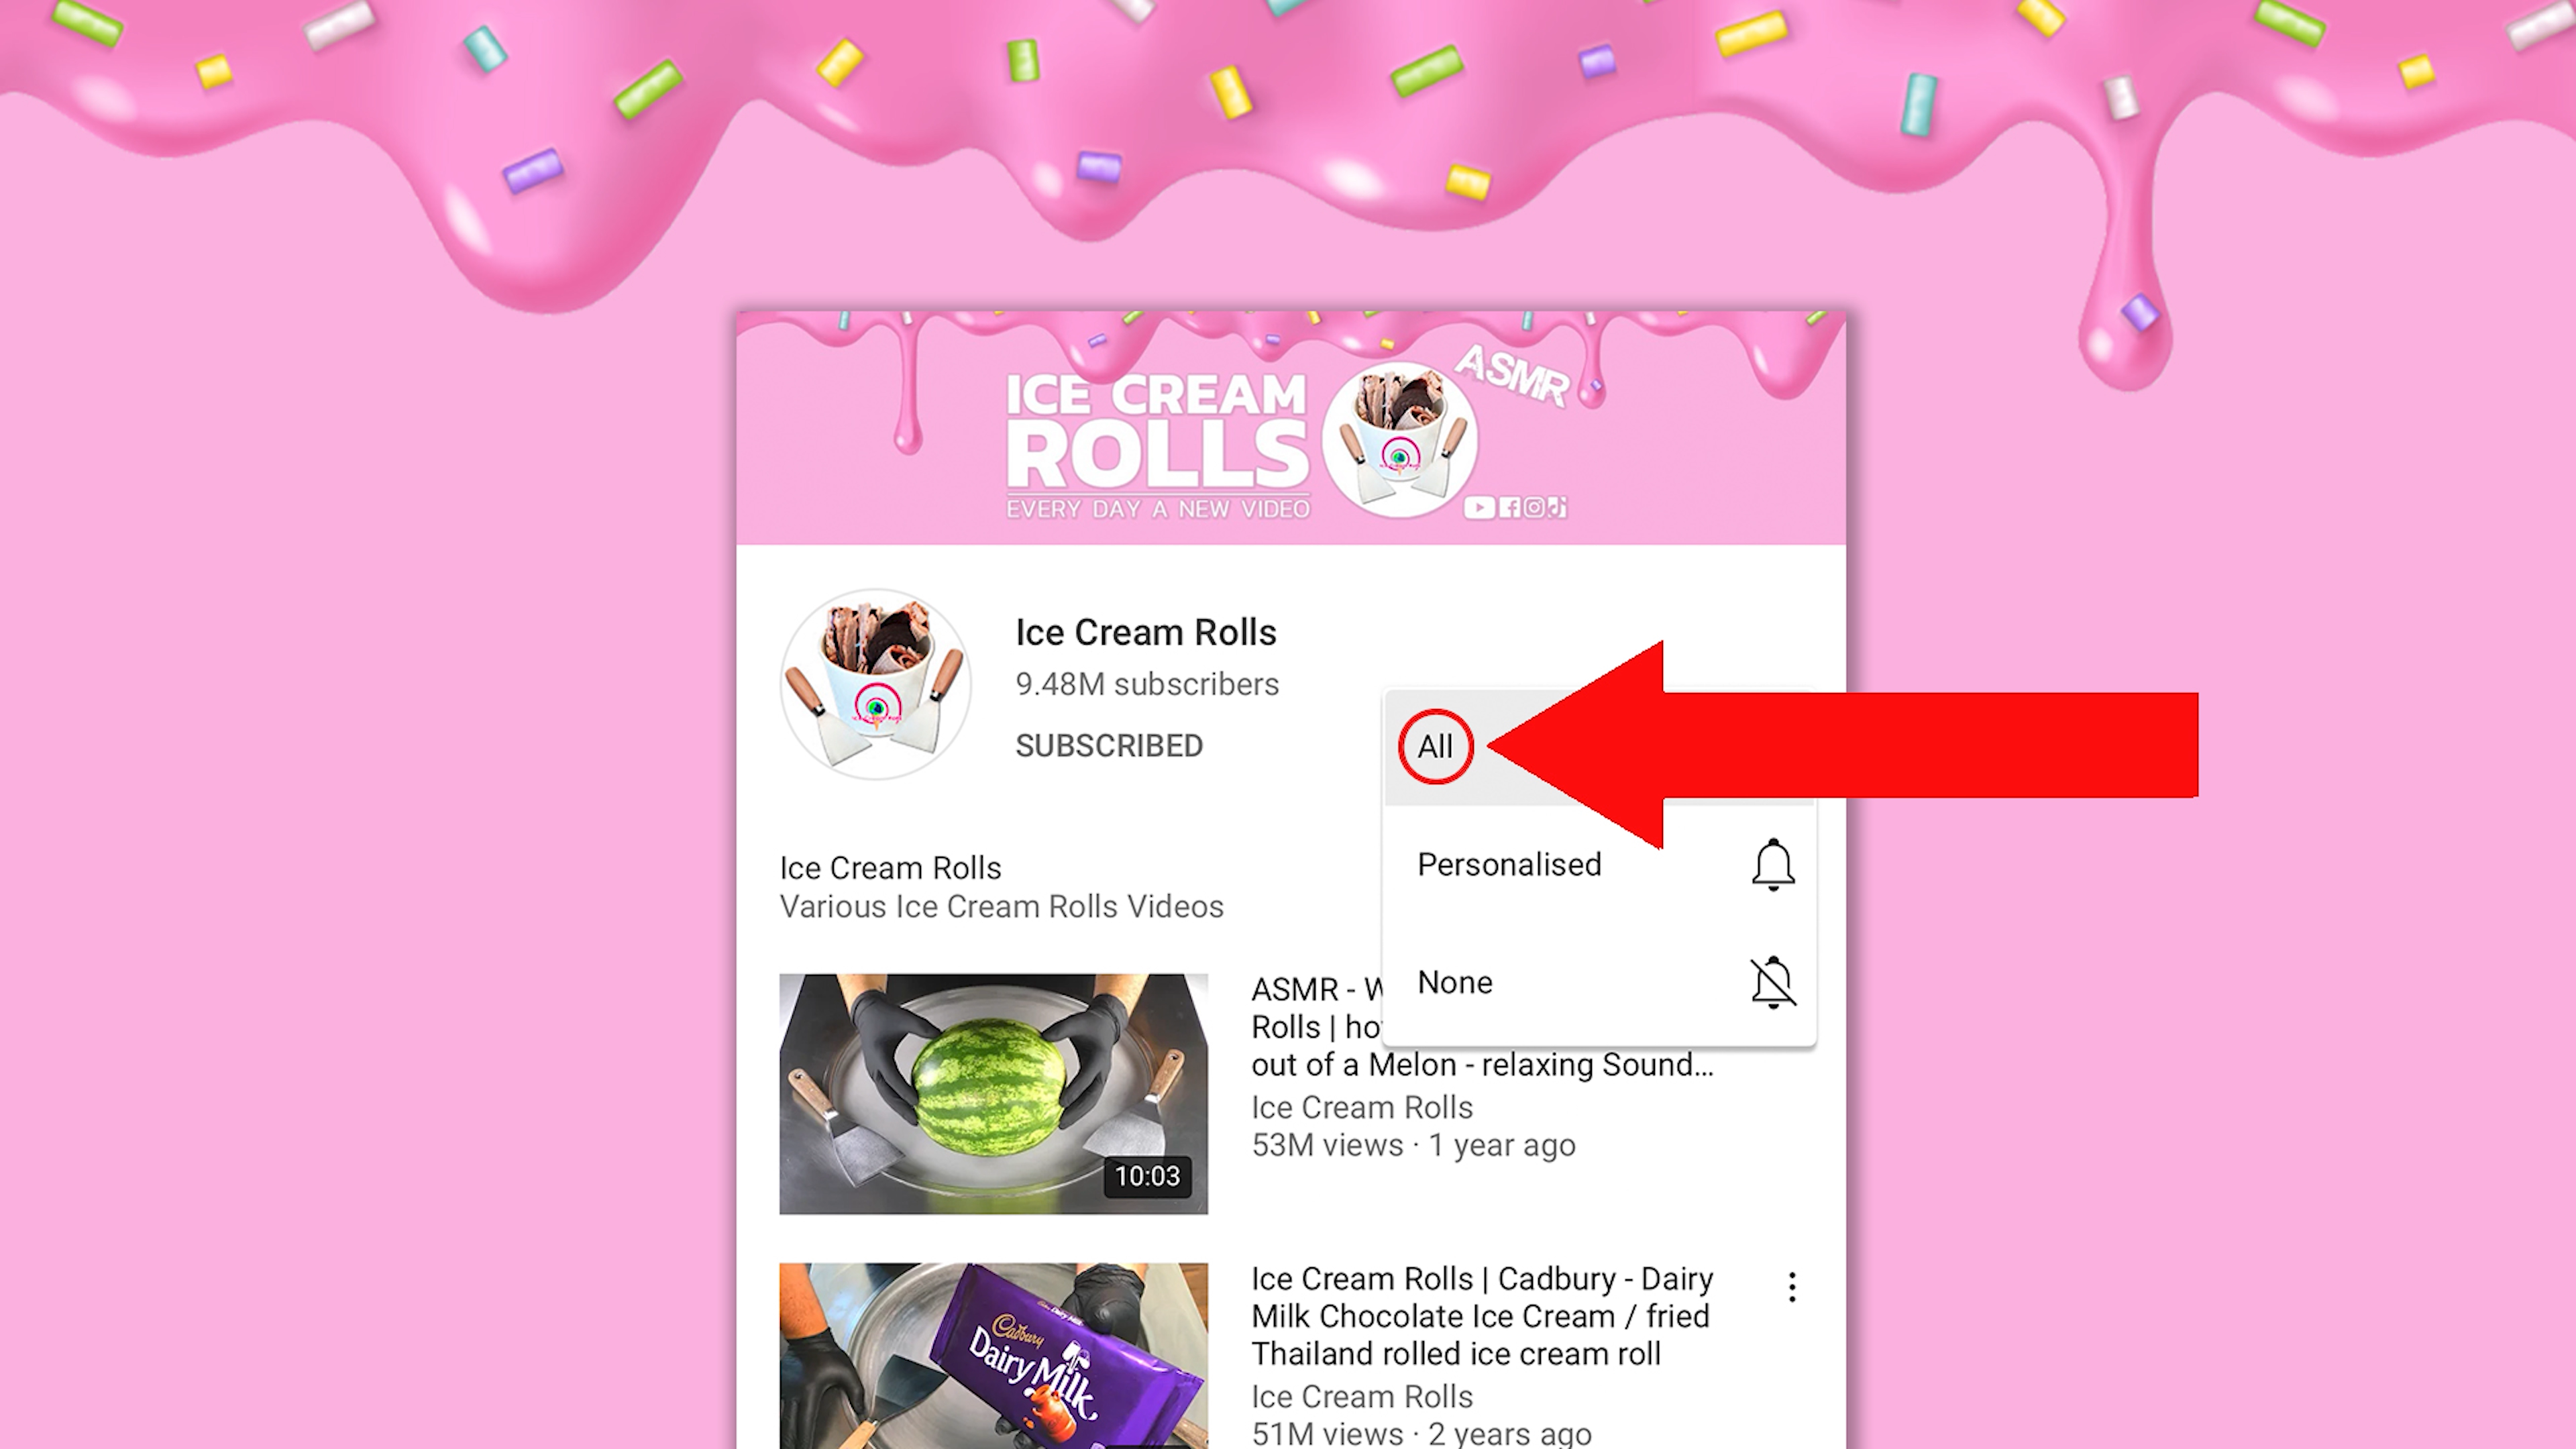 ICE CREAM
ROLLS
EVERY DAY A NEW VIDEO
ASMR
Ice Cream Rolls
9.48M subscribers
SUBSCRIBED
All
Personalised
None
Ice Cream Rolls
Various Ice Cream Rolls Videos
ASMR - W
Rolls | ho
out of a Melon - relaxing Sound...
Ice Cream Rolls
53M views · 1 year ago
10:03
Ice Cream Rolls | Cadbury - Dairy
Milk Chocolate Ice Cream / fried
Thailand rolled ice cream roll
Ice Cream Rolls
51M views · 2 years ago
Cadbury
Dairy Milk